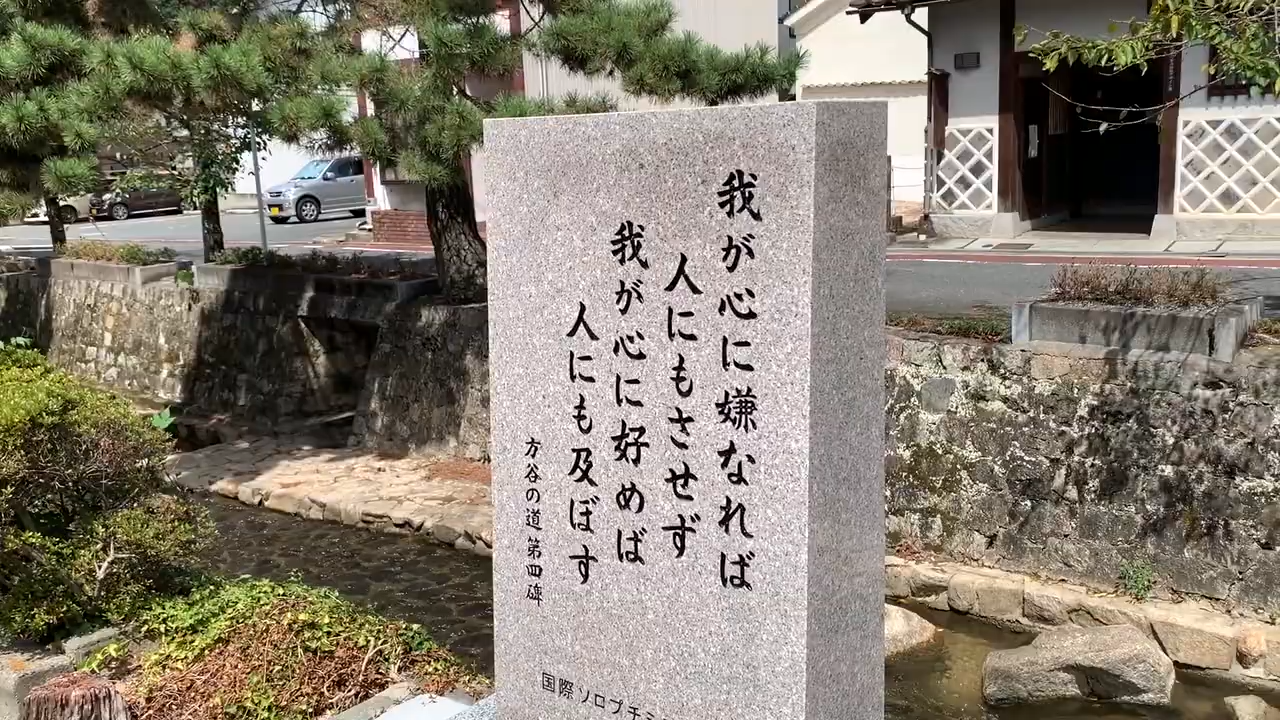 我が心に嫌なれば
人にもさせず
我が心に好めば
人にも及ぼす
方谷の道 第四碑
国際ソロプチミ